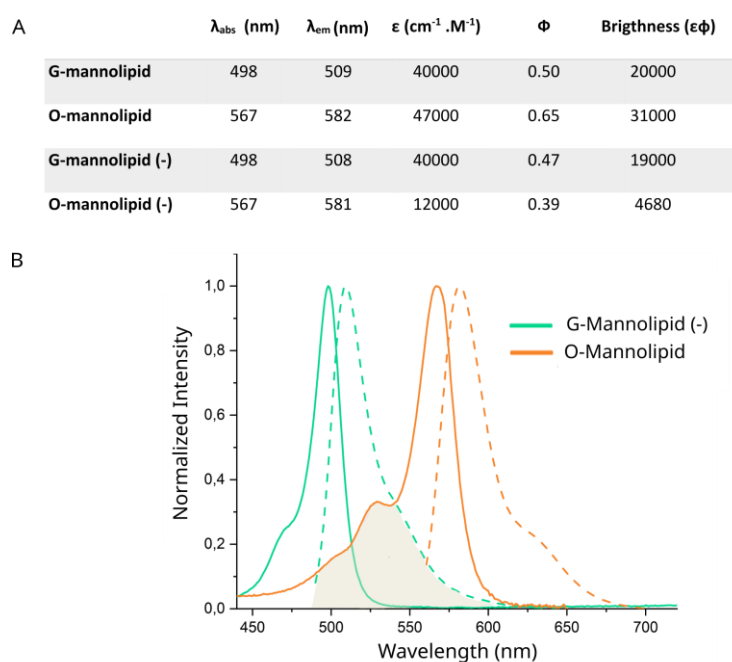 A
λabs (nm) λem (nm) ε (cm⁻¹ .M⁻¹) Φ Brigthness (εϕ)
G-mannolipid 498 509 40000 0.50 20000
O-mannolipid 567 582 47000 0.65 31000
G-mannolipid (-) 498 508 40000 0.47 19000
O-mannolipid (-) 567 581 12000 0.39 4680
B
1,0
0,8
0,6
0,4
0,2
0,0
Normalized Intensity
G-Mannolipid (-)
O-Mannolipid
450 500 550 600 650 700
Wavelength (nm)